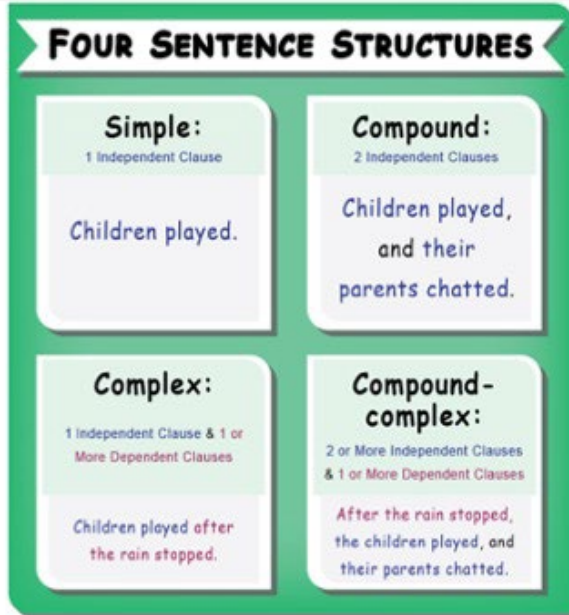 FOUR SENTENCE STRUCTURES
Simple:
1 Independent Clause
Children played.
Compound:
2 Independent Clauses
Children played,
and their
parents chatted.
Complex:
1 Independent Clause & 1 or
More Dependent Clauses
Children played after
the rain stopped.
Compound-
complex:
2 or More Independent Clauses
& 1 or More Dependent Clauses
After the rain stopped,
the children played, and
their parents chatted.